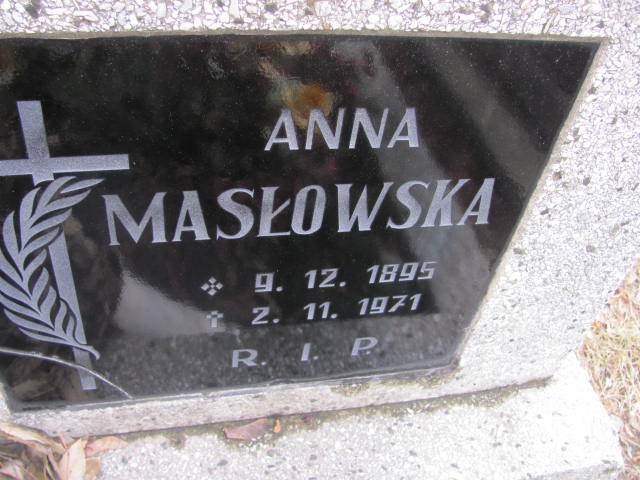 ANNA
MASŁOWSKA
9. 12. 1895
† 2. 11. 1971
R. I. P.